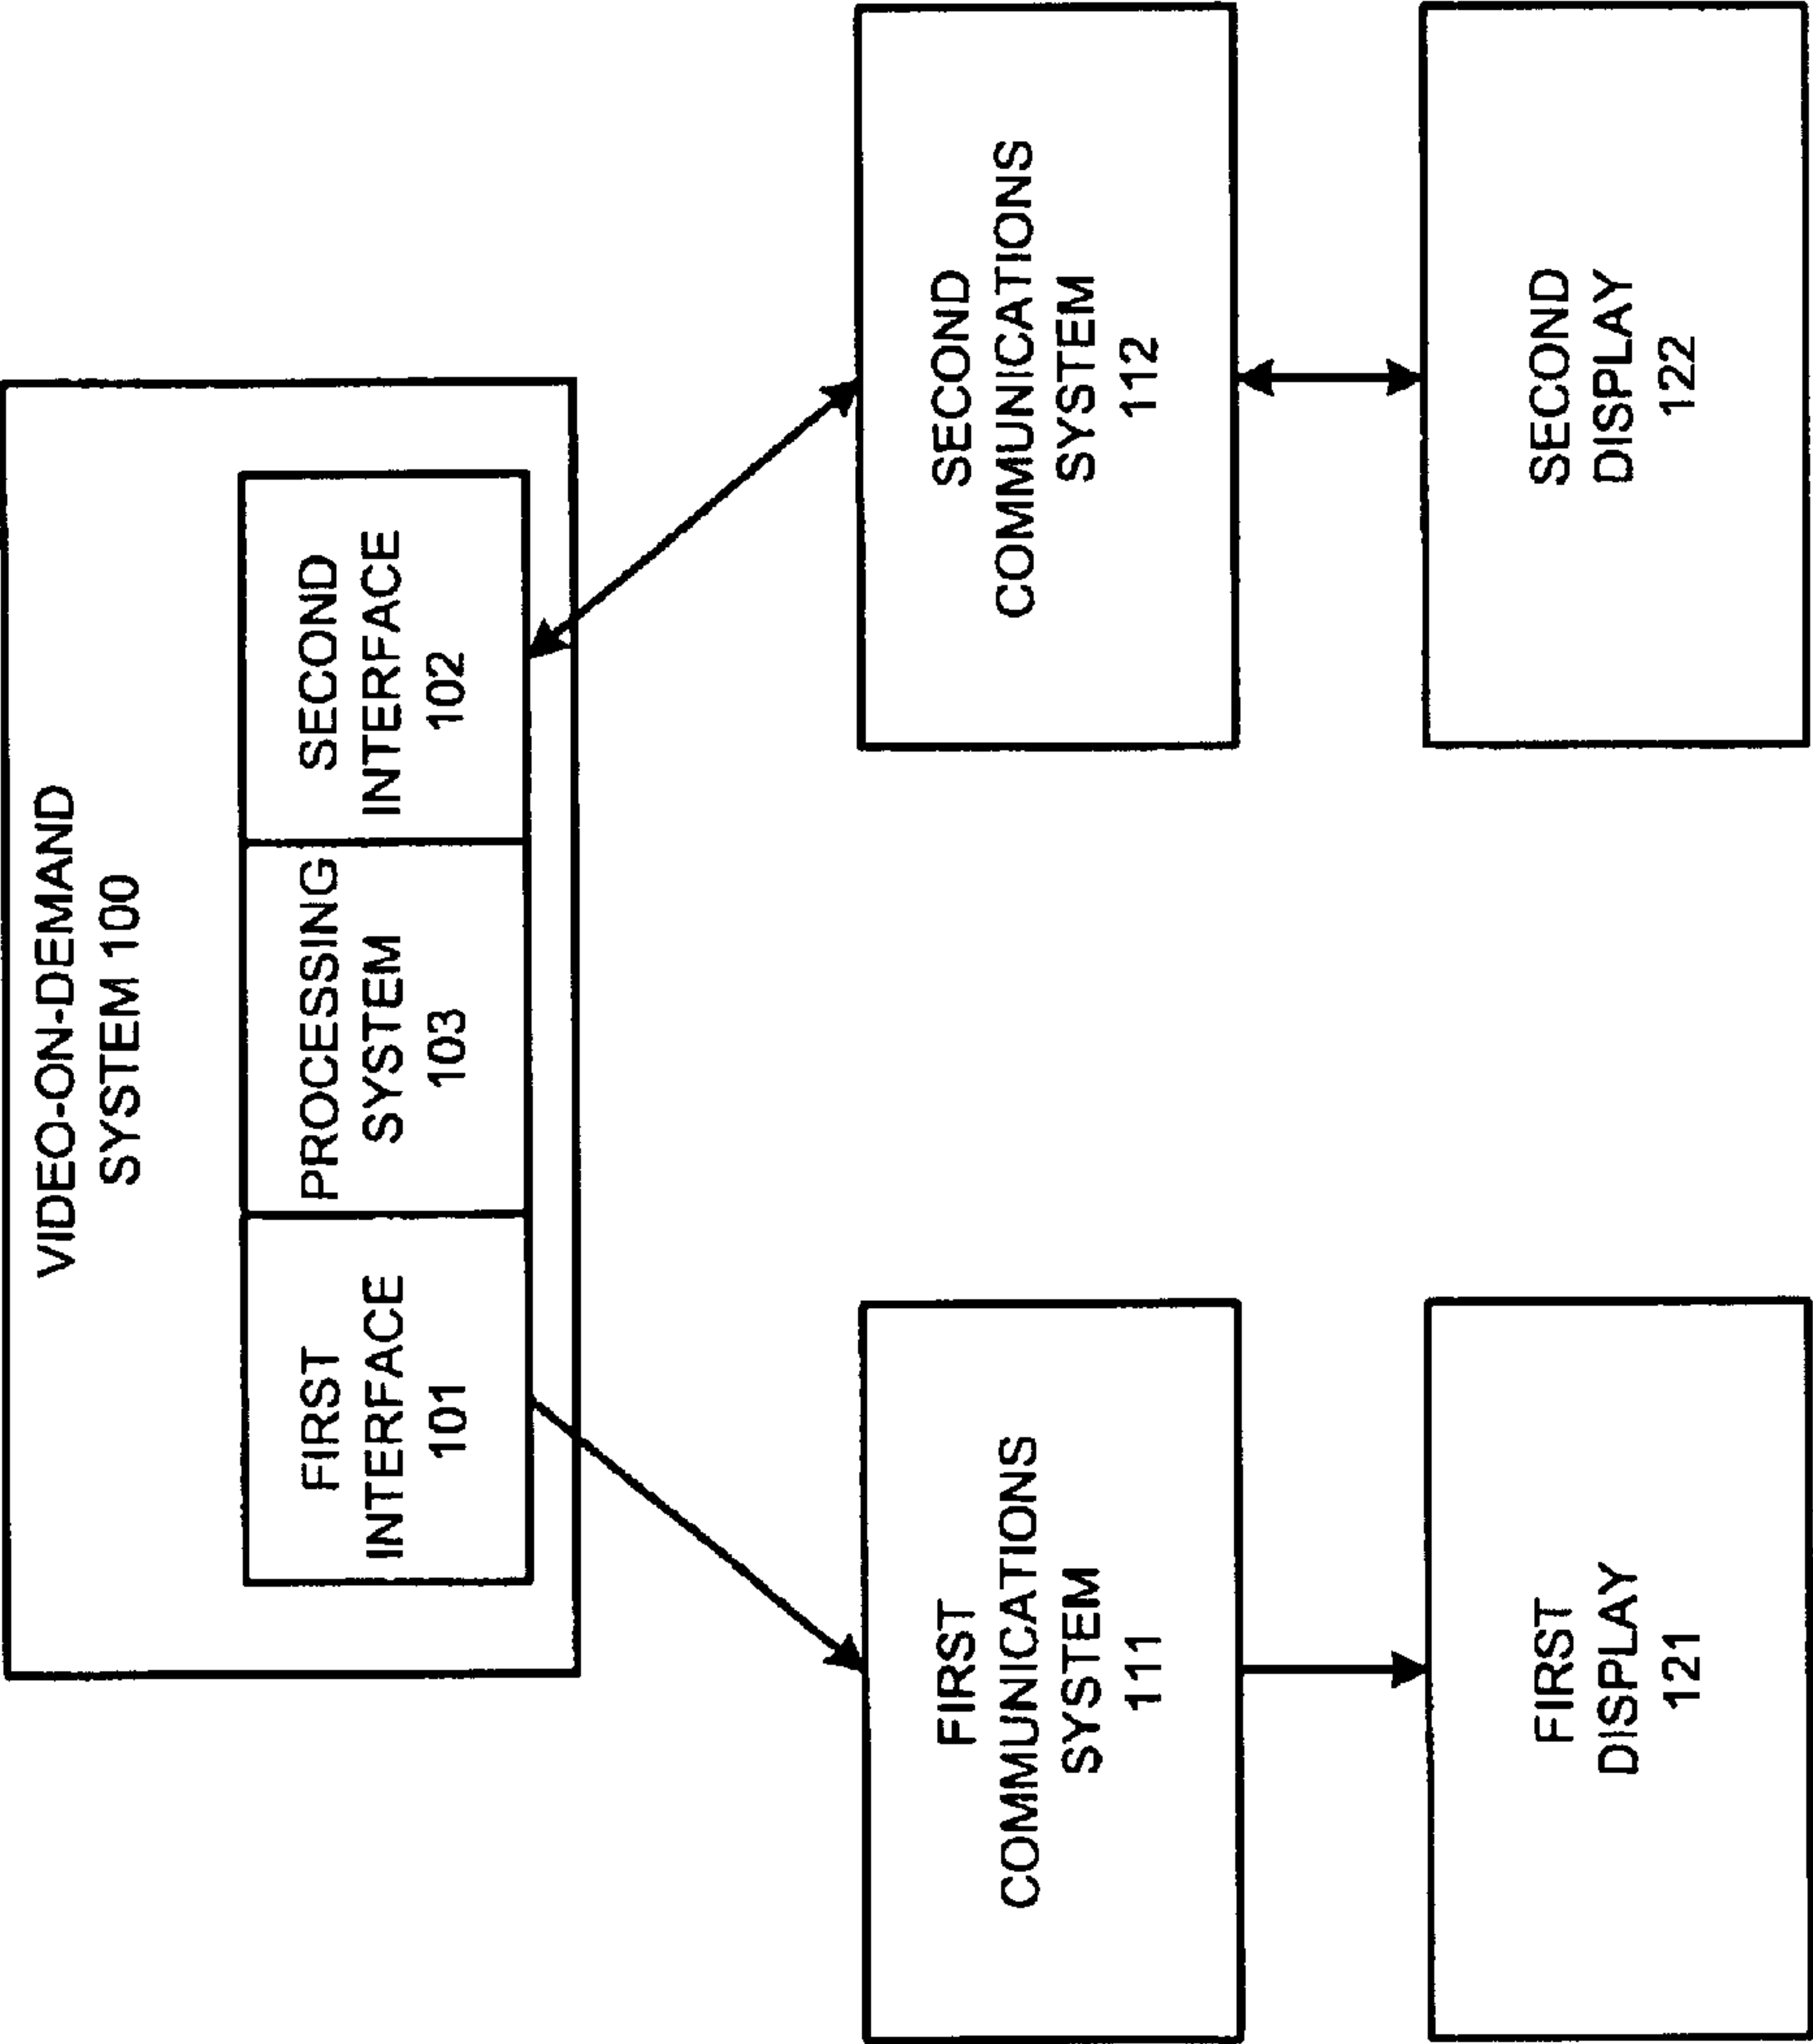 VIDEO-ON-DEMAND
SYSTEM 100
FIRST
INTERFACE
101
PROCESSING
SYSTEM
103
SECOND
INTERFACE
102
FIRST
COMMUNICATIONS
SYSTEM
111
SECOND
COMMUNICATIONS
SYSTEM
112
FIRST
DISPLAY
121
SECOND
DISPLAY
122